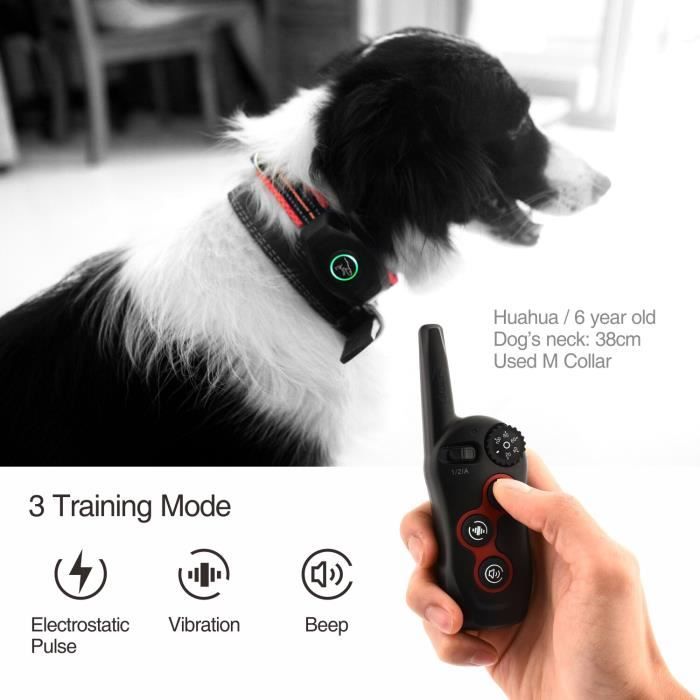 Huahua / 6 year old
Dog's neck: 38cm
Used M Collar
1/2/A
3 Training Mode
Electrostatic
Pulse
Vibration
Beep